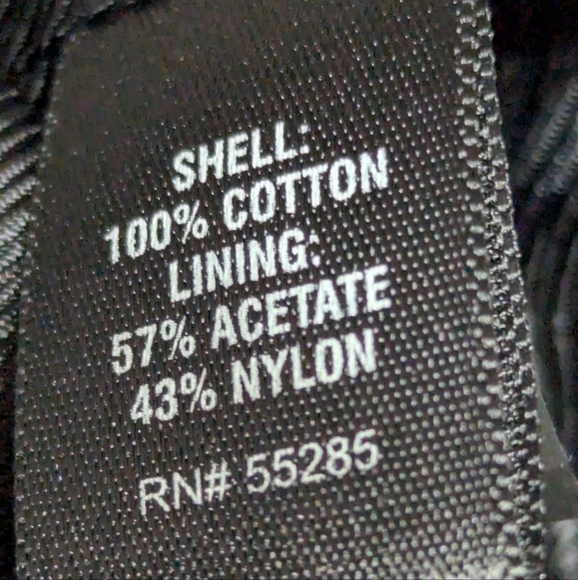 SHELL:
100% COTTON
LINING:
57% ACETATE
43% NYLON
RN# 55285